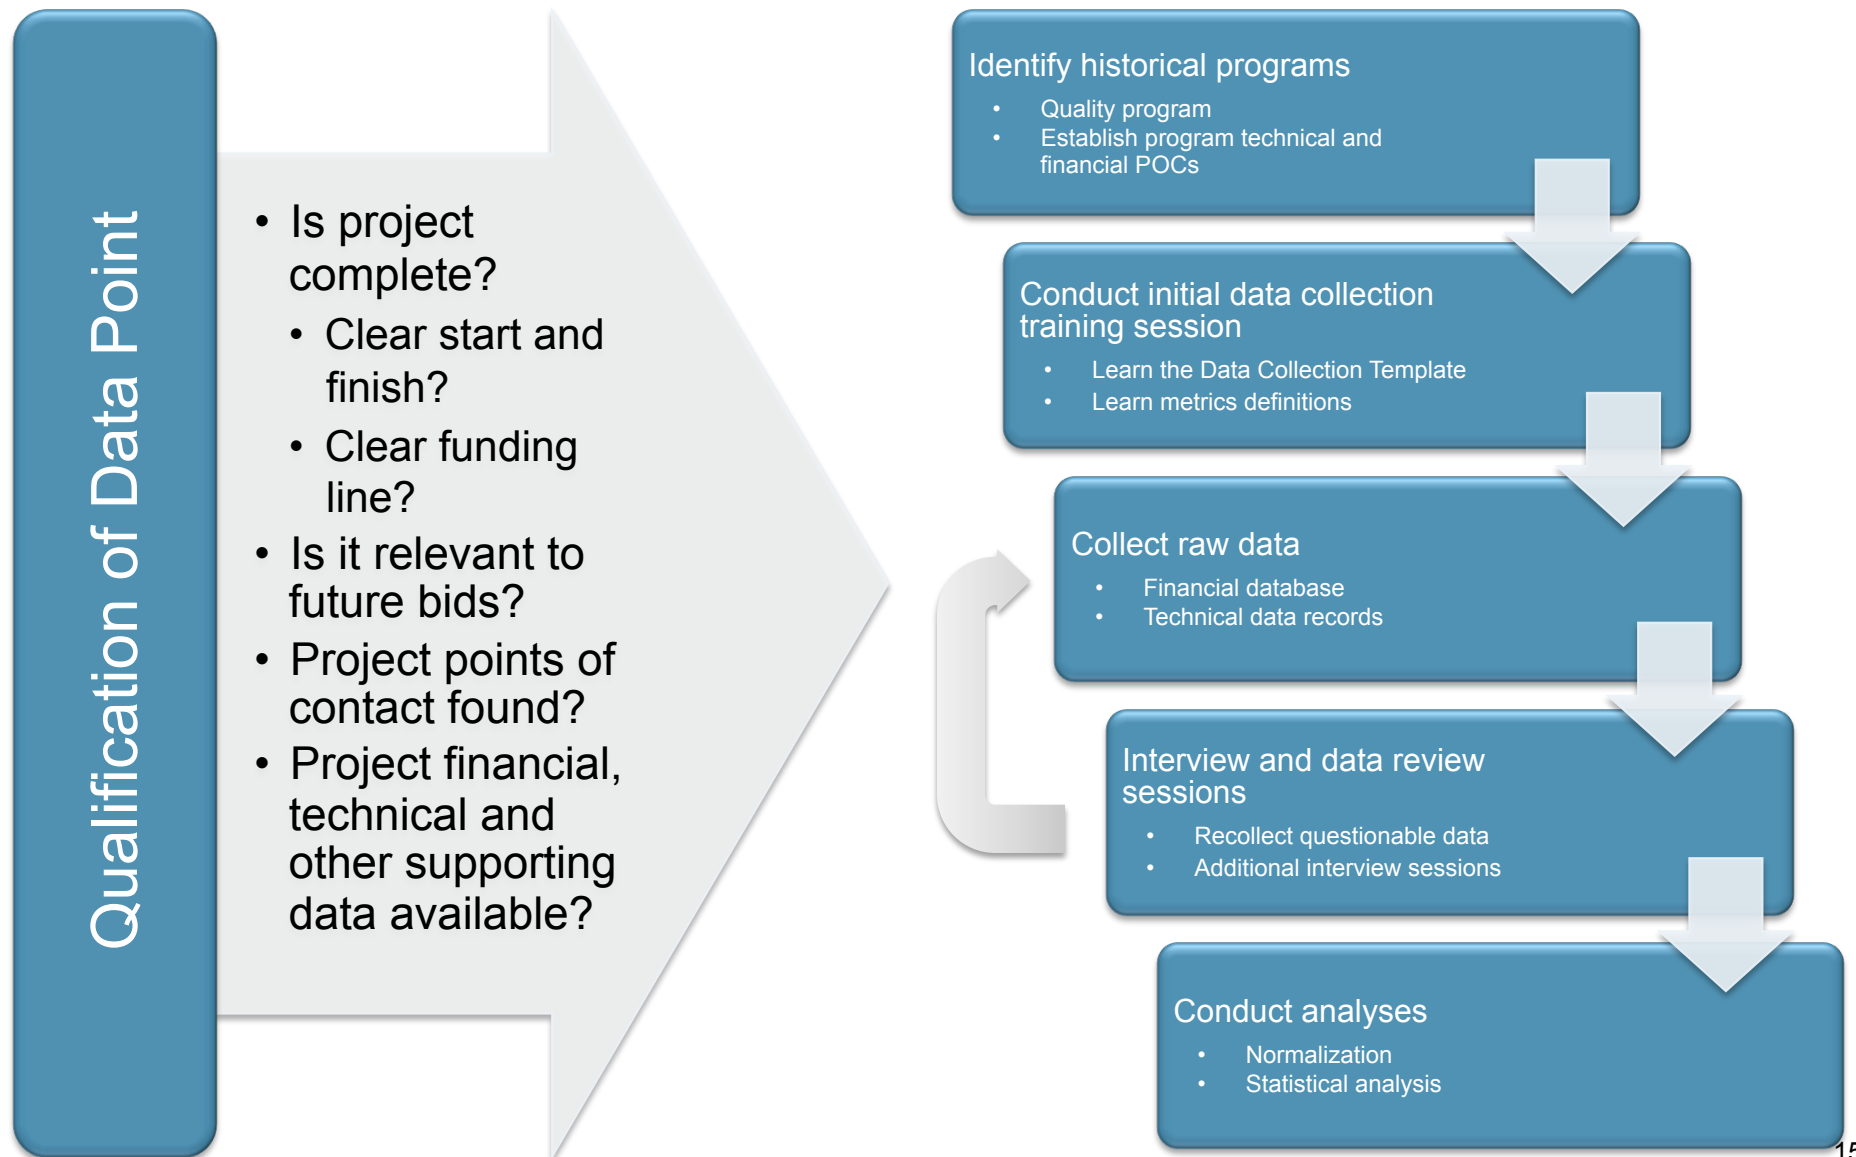 Qualification of Data Point
• Is project
complete?
• Clear start and
finish?
• Clear funding
line?
• Is it relevant to
future bids?
• Project points of
contact found?
• Project financial,
technical and
other supporting
data available?
Identify historical programs
• Quality program
• Establish program technical and
financial POCs
Conduct initial data collection
training session
• Learn the Data Collection Template
• Learn metrics definitions
Collect raw data
• Financial database
• Technical data records
Interview and data review
sessions
• Recollect questionable data
• Additional interview sessions
Conduct analyses
• Normalization
• Statistical analysis
15